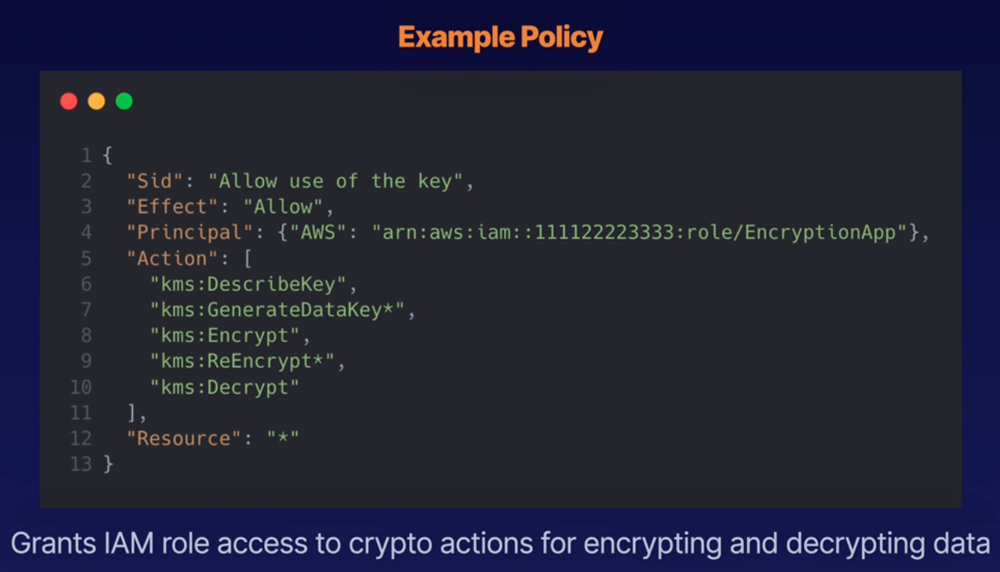 Example Policy
1 {
2   "Sid": "Allow use of the key",
3   "Effect": "Allow",
4   "Principal": {"AWS": "arn:aws:iam::111122223333:role/EncryptionApp"},
5   "Action": [
6     "kms:DescribeKey",
7     "kms:GenerateDataKey*",
8     "kms:Encrypt",
9     "kms:ReEncrypt*",
10     "kms:Decrypt"
11   ],
12   "Resource": "*"
13 }
Grants IAM role access to crypto actions for encrypting and decrypting data